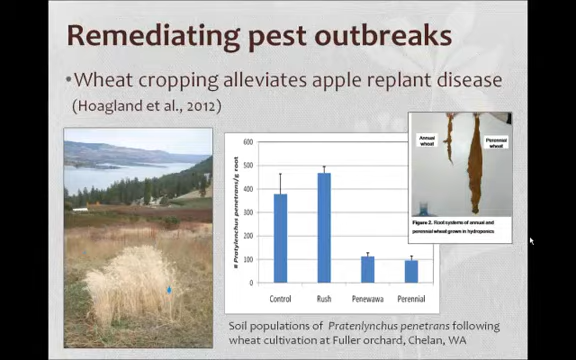 Remediating pest outbreaks
•Wheat cropping alleviates apple replant disease
(Hoagland et al., 2012)
Annual wheat
Perennial wheat
Figure 2. Root systems of annual and
perennial wheat grown in hydroponics
# Pratylenchus penetrans/g root
600
500
400
300
200
100
0
Control Rush Penewawa Perennial
Soil populations of Pratenlynchus penetrans following
wheat cultivation at Fuller orchard, Chelan, WA